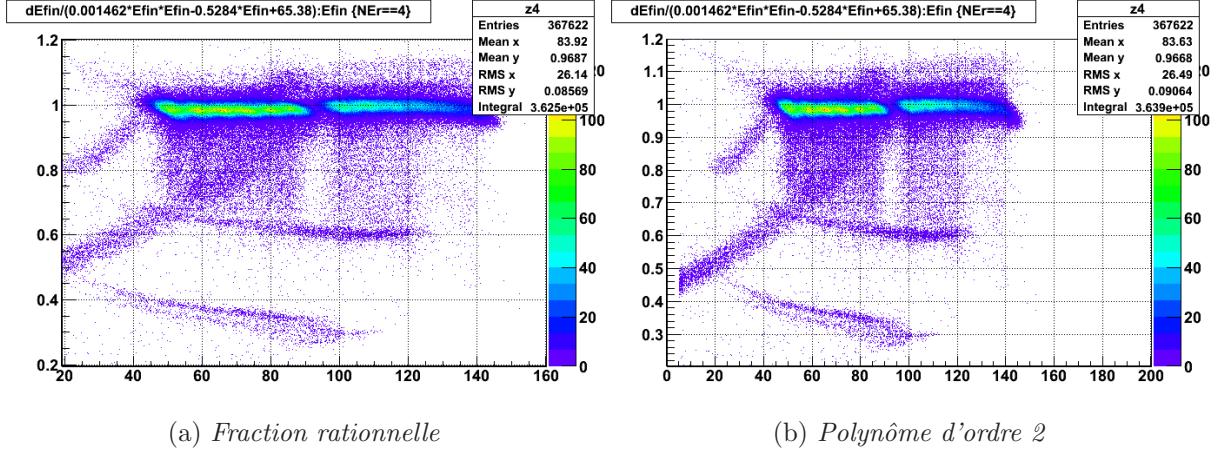 dEfin/(0.001462*Efin*Efin-0.5284*Efin+65.38):Efin {NEr==4}
z4
Entries 367622
Mean x 83.92
Mean y 0.9687
RMS x 26.14
RMS y 0.08569
Integral 3.625e+05
1.2
1
0.8
0.6
0.4
0.2
20 40 60 80 100 120 140 160
20
100
80
60
40
20
0
(a) Fraction rationnelle
dEfin/(0.001462*Efin*Efin-0.5284*Efin+65.38):Efin {NEr==4}
z4
Entries 367622
Mean x 83.63
Mean y 0.9668
RMS x 26.49
RMS y 0.09064
Integral 3.639e+05
1.2
1.1
1
0.9
0.8
0.7
0.6
0.5
0.4
0.3
0 20 40 60 80 100 120 140 160 180 200
20
100
80
60
40
20
0
(b) Polynôme d'ordre 2